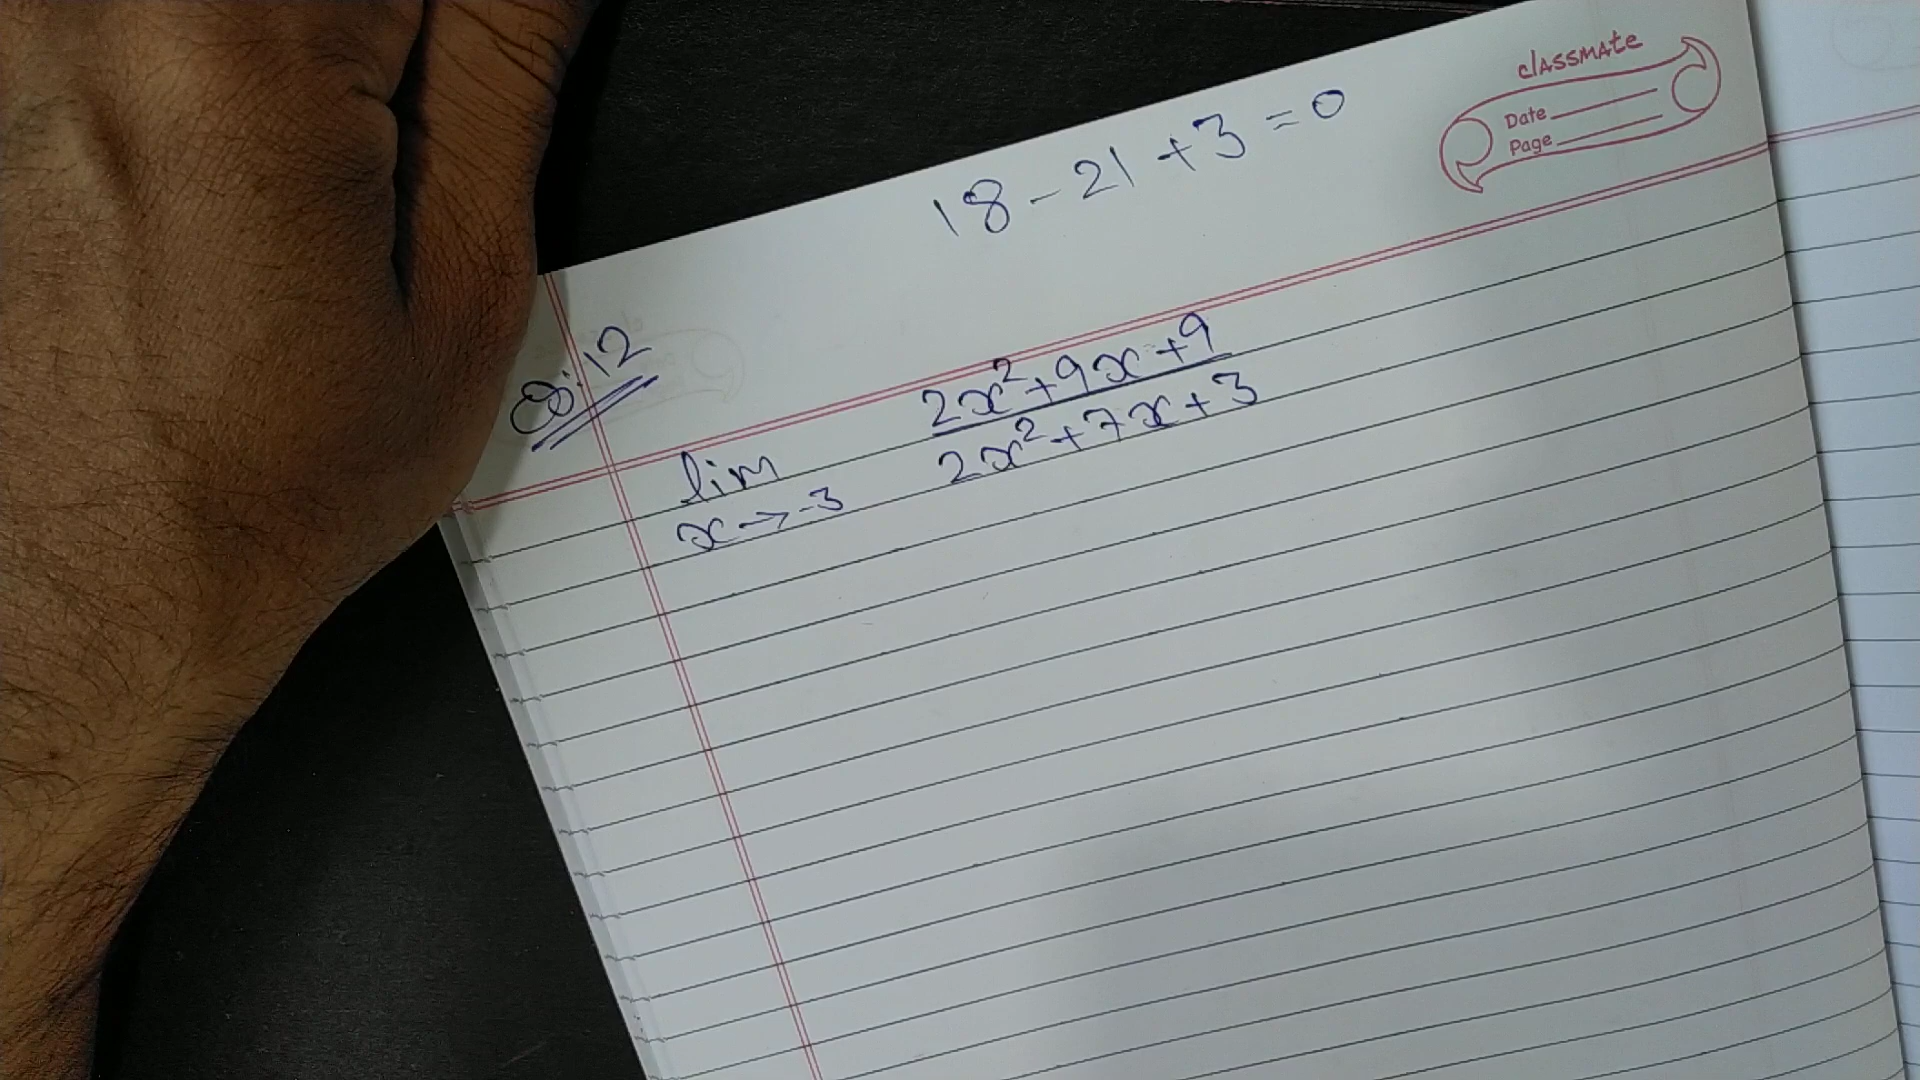 classmate
Date
Page
18-21+3=0
Q:12
lim x→-3 (2x²+9x+9)/(2x²+7x+3)